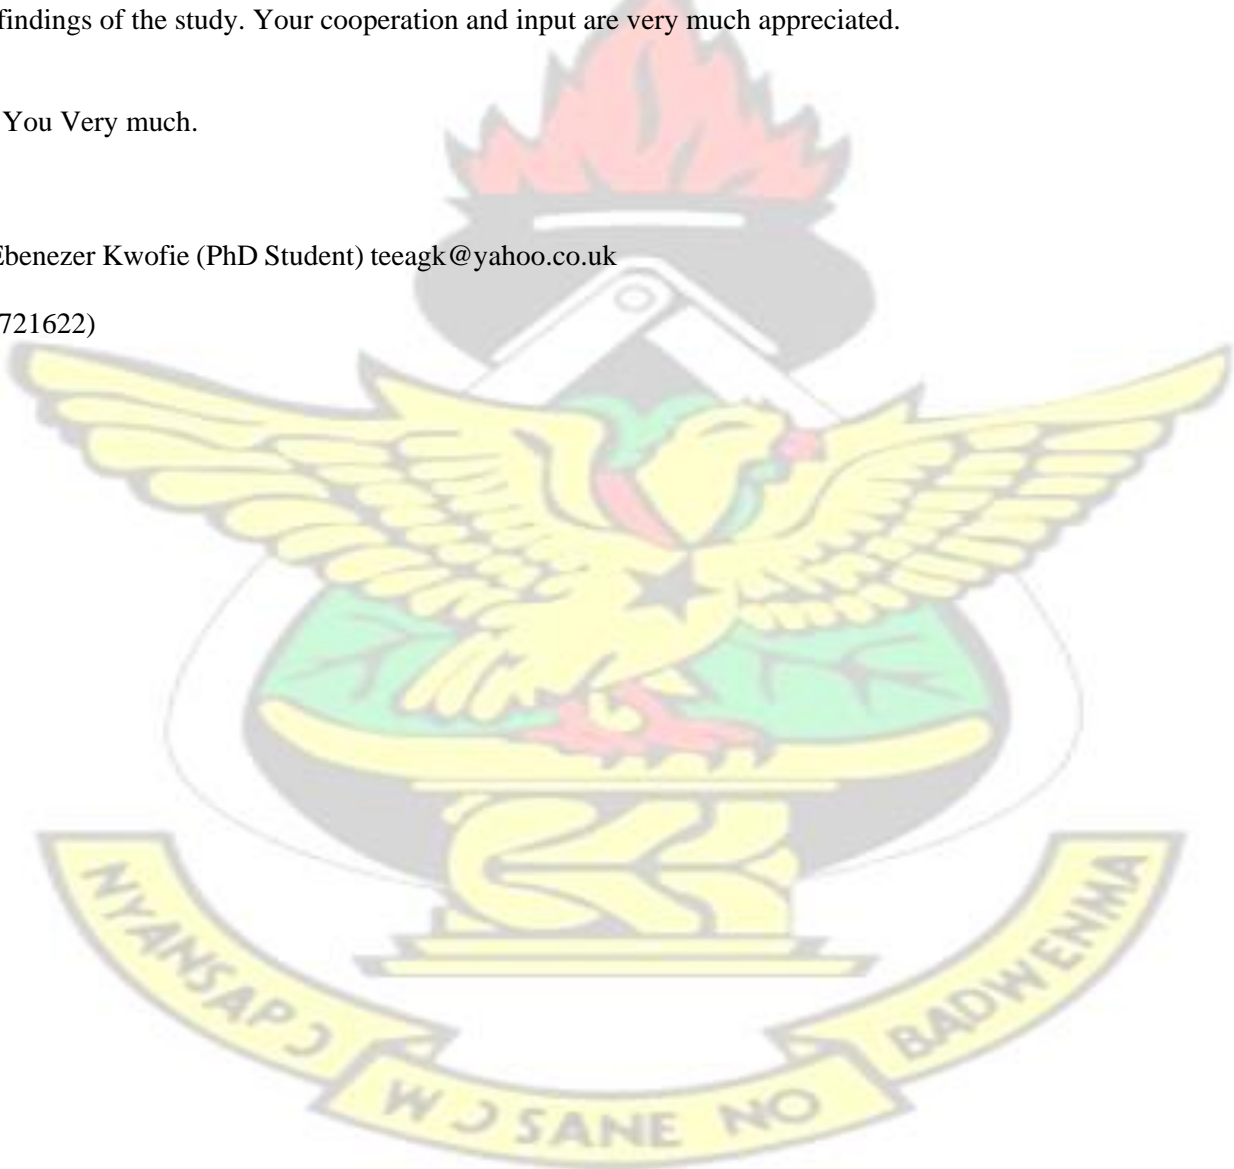 findings of the study. Your cooperation and input are very much appreciated.
You Very much.
Ebenezer Kwofie (PhD Student) teeagk@yahoo.co.uk
721622)
NYANSAPƆ
WƆSANE NO
BADWENMA